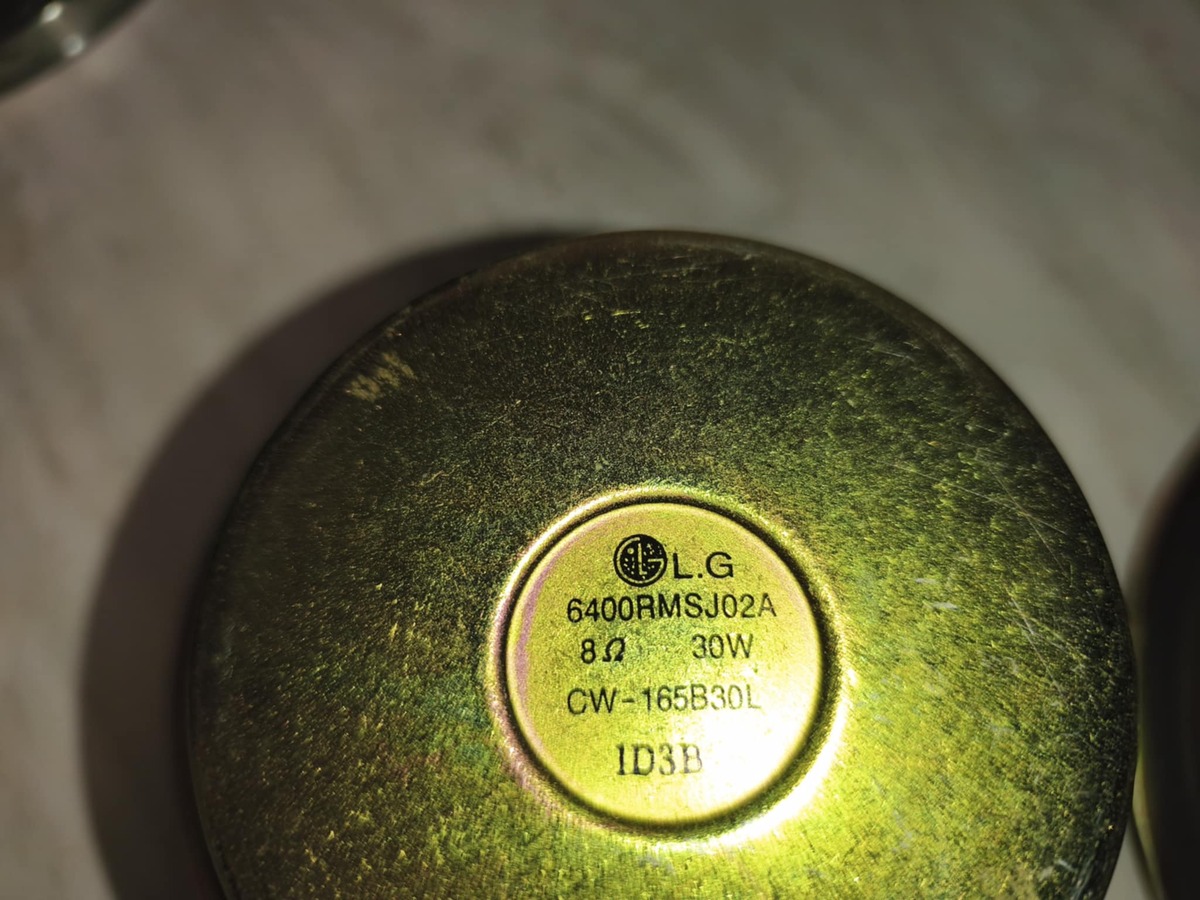 L.G
6400RMSJ02A
8Ω 30W
CW-165B30L
1D3B